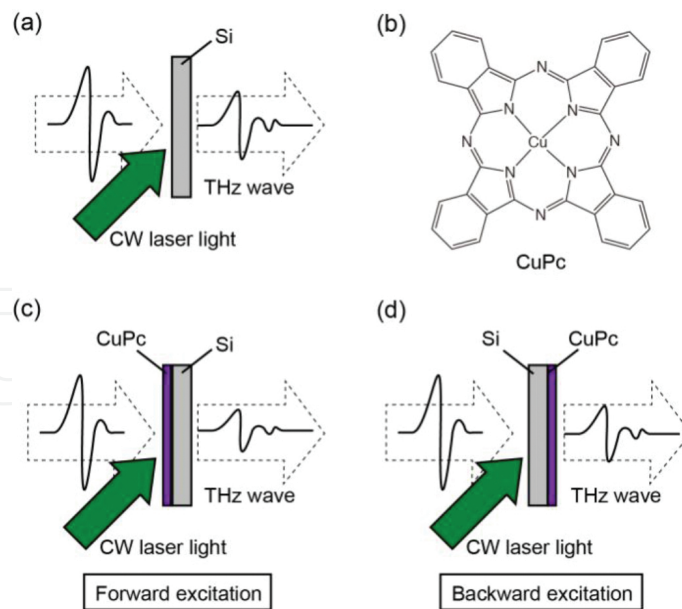 (a)
Si
THz wave
CW laser light
(b)
N
N
N
N
Cu
N
N
N
N
CuPc
(c)
CuPc
Si
THz wave
CW laser light
Forward excitation
(d)
Si
CuPc
THz wave
CW laser light
Backward excitation